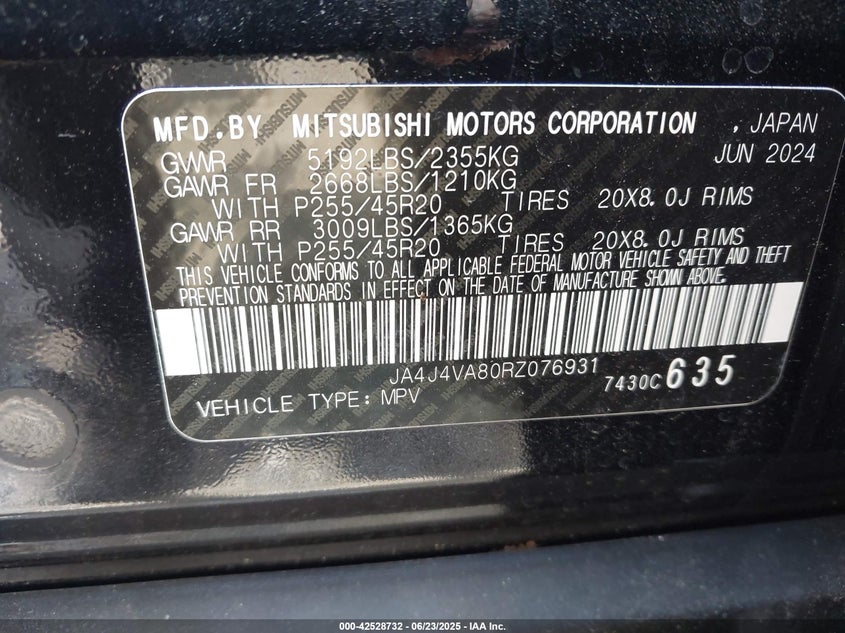 MFD.BY MITSUBISHI MOTORS CORPORATION , JAPAN
GVWR 5192LBS/2355KG JUN 2024
GAWR FR 2668LBS/1210KG
WITH P255/45R20 TIRES 20X8.0J RIMS
GAWR RR 3009LBS/1365KG
WITH P255/45R20 TIRES 20X8.0J RIMS
THIS VEHICLE CONFORMS TO ALL APPLICABLE FEDERAL MOTOR VEHICLE SAFETY AND THEFT
PREVENTION STANDARDS IN EFFECT ON THE DATE OF MANUFACTURE SHOWN ABOVE.
JA4J4VA80RZ076931
7430C 635
VEHICLE TYPE: MPV
000-42528732 - 06/23/2025 - IAA Inc.